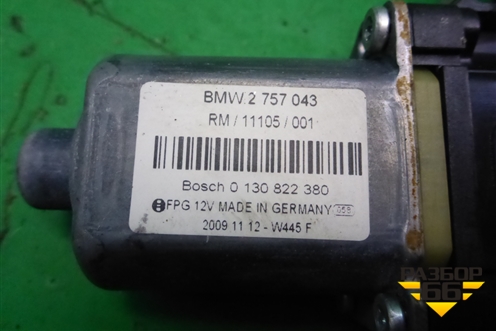 BMW.2 757 043
RM / 11105 / 001
Bosch 0 130 822 380
FPG 12V MADE IN GERMANY 058
2009 11 12 - W445 F
РАЗБОР
66